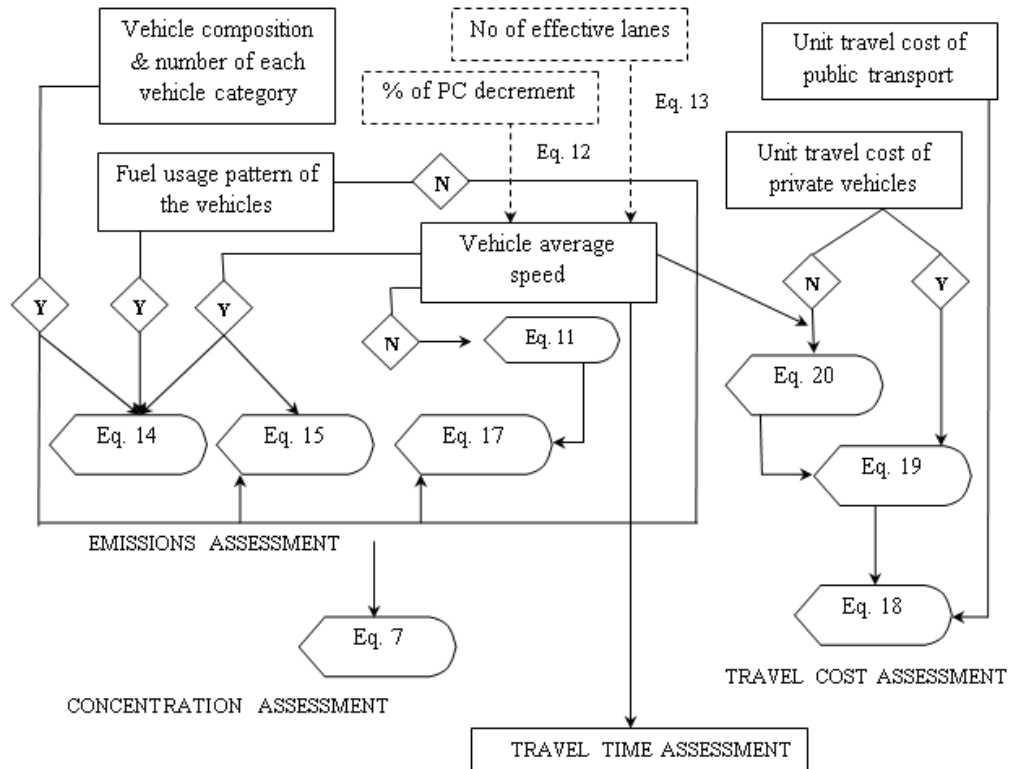 Vehicle composition
& number of each
vehicle category
No of effective lanes
% of PC decrement
Unit travel cost of
public transport
Eq. 13
Eq. 12
Fuel usage pattern of
the vehicles
N
Unit travel cost of
private vehicles
Vehicle average
speed
Y
Y
Y
N
N
Y
Eq. 11
Eq. 20
Eq. 14
Eq. 15
Eq. 17
Eq. 19
EMISSIONS ASSESSMENT
Eq. 18
Eq. 7
TRAVEL COST ASSESSMENT
CONCENTRATION ASSESSMENT
TRAVEL TIME ASSESSMENT